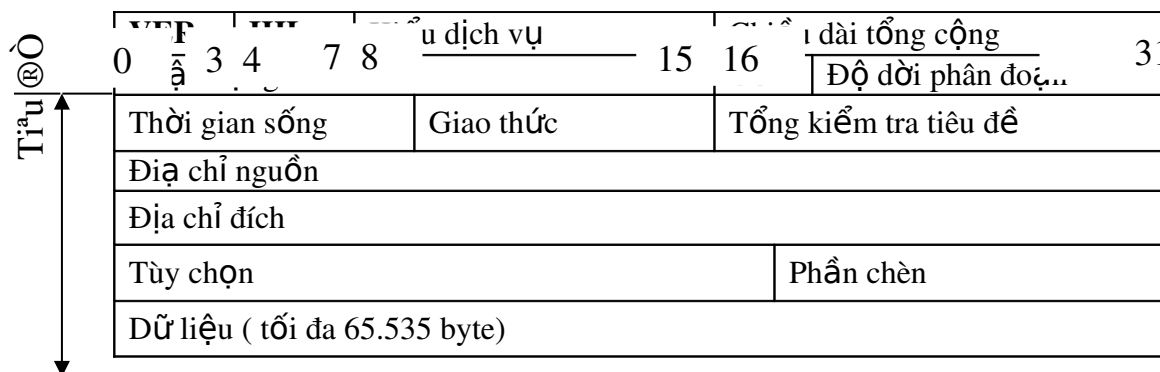 u dịch vụ u dài tổng cộng
0 3 4 7 8 15 16 31
Độ dời phân
Tiªu ®Ò
Thời gian sống Giao thức Tổng kiểm tra tiêu đề
Điạ chỉ nguồn
Địa chỉ đích
Tùy chọn Phần chèn
Dữ liệu ( tối đa 65.535 byte)